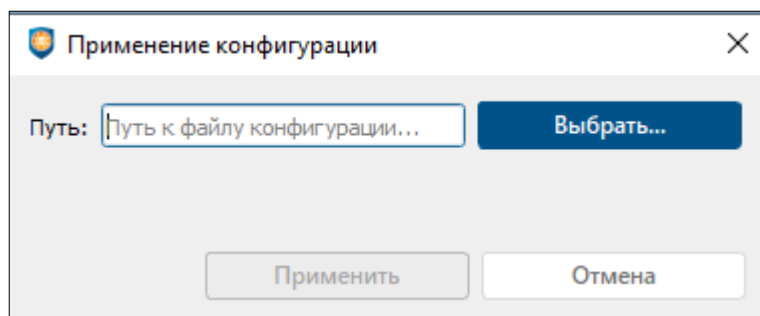 Применение конфигурации
Путь: Путь к файлу конфигурации... Выбрать...
Применить Отмена